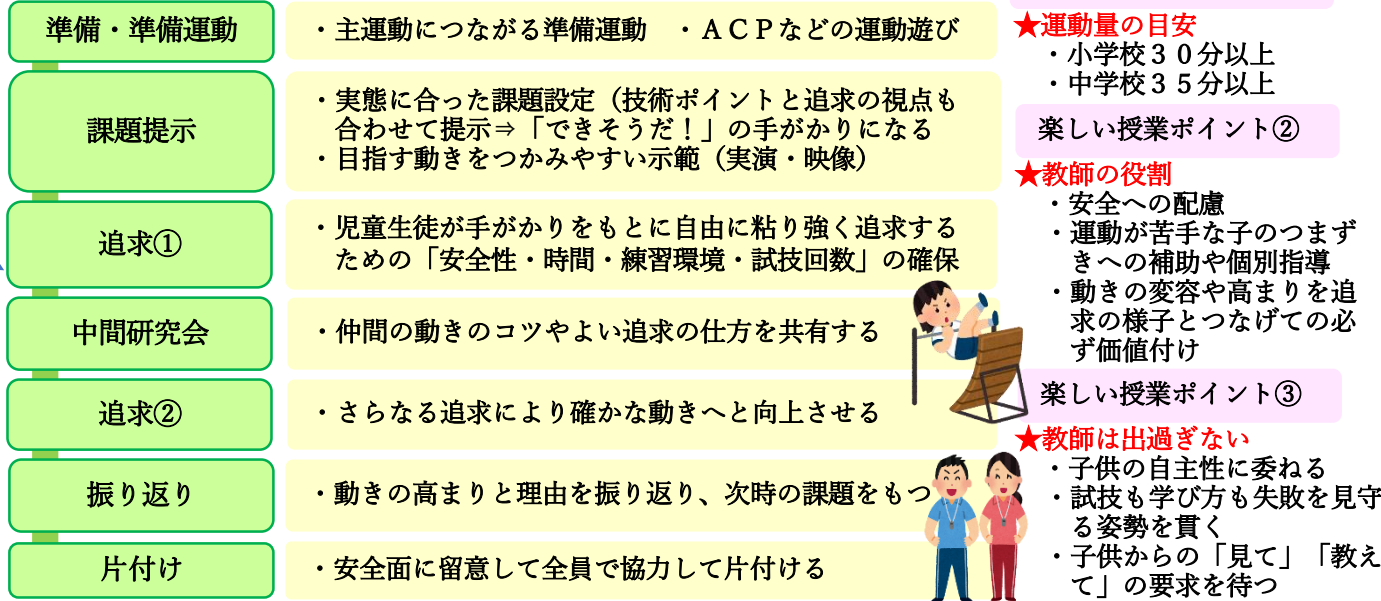 準備・準備運動
・主運動につながる準備運動　・ＡＣＰなどの運動遊び
課題提示
・実態に合った課題設定（技術ポイントと追求の視点も
合わせて提示⇒「できそうだ！」の手がかりになる
・目指す動きをつかみやすい示範（実演・映像）
追求①
・児童生徒が手がかりをもとに自由に粘り強く追求する
ための「安全性・時間・練習環境・試技回数」の確保
中間研究会
・仲間の動きのコツやよい追求の仕方を共有する
追求②
・さらなる追求により確かな動きへと向上させる
振り返り
・動きの高まりと理由を振り返り、次時の課題をもつ
片付け
・安全面に留意して全員で協力して片付ける
★運動量の目安
・小学校３０分以上
・中学校３５分以上
楽しい授業ポイント②
★教師の役割
・安全への配慮
・運動が苦手な子のつまず
きへの補助や個別指導
・動きの変容や高まりを追
求の様子とつなげての必
ず価値付け
楽しい授業ポイント③
★教師は出過ぎない
・子供の自主性に委ねる
・試技も学び方も失敗を見守
る姿勢を貫く
・子供からの「見て」「教え
て」の要求を待つ